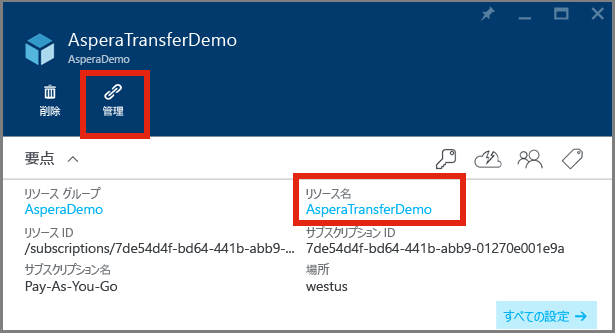 AsperaTransferDemo
AsperaDemo
削除 管理
要点
リソース グループ リソース名
AsperaDemo AsperaTransferDemo
リソース ID サブスクリプション ID
/subscriptions/7de54d4f-bd64-441b-abb9-... 7de54d4f-bd64-441b-abb9-01270e001e9a
サブスクリプション名 場所
Pay-As-You-Go westus
すべての設定 →